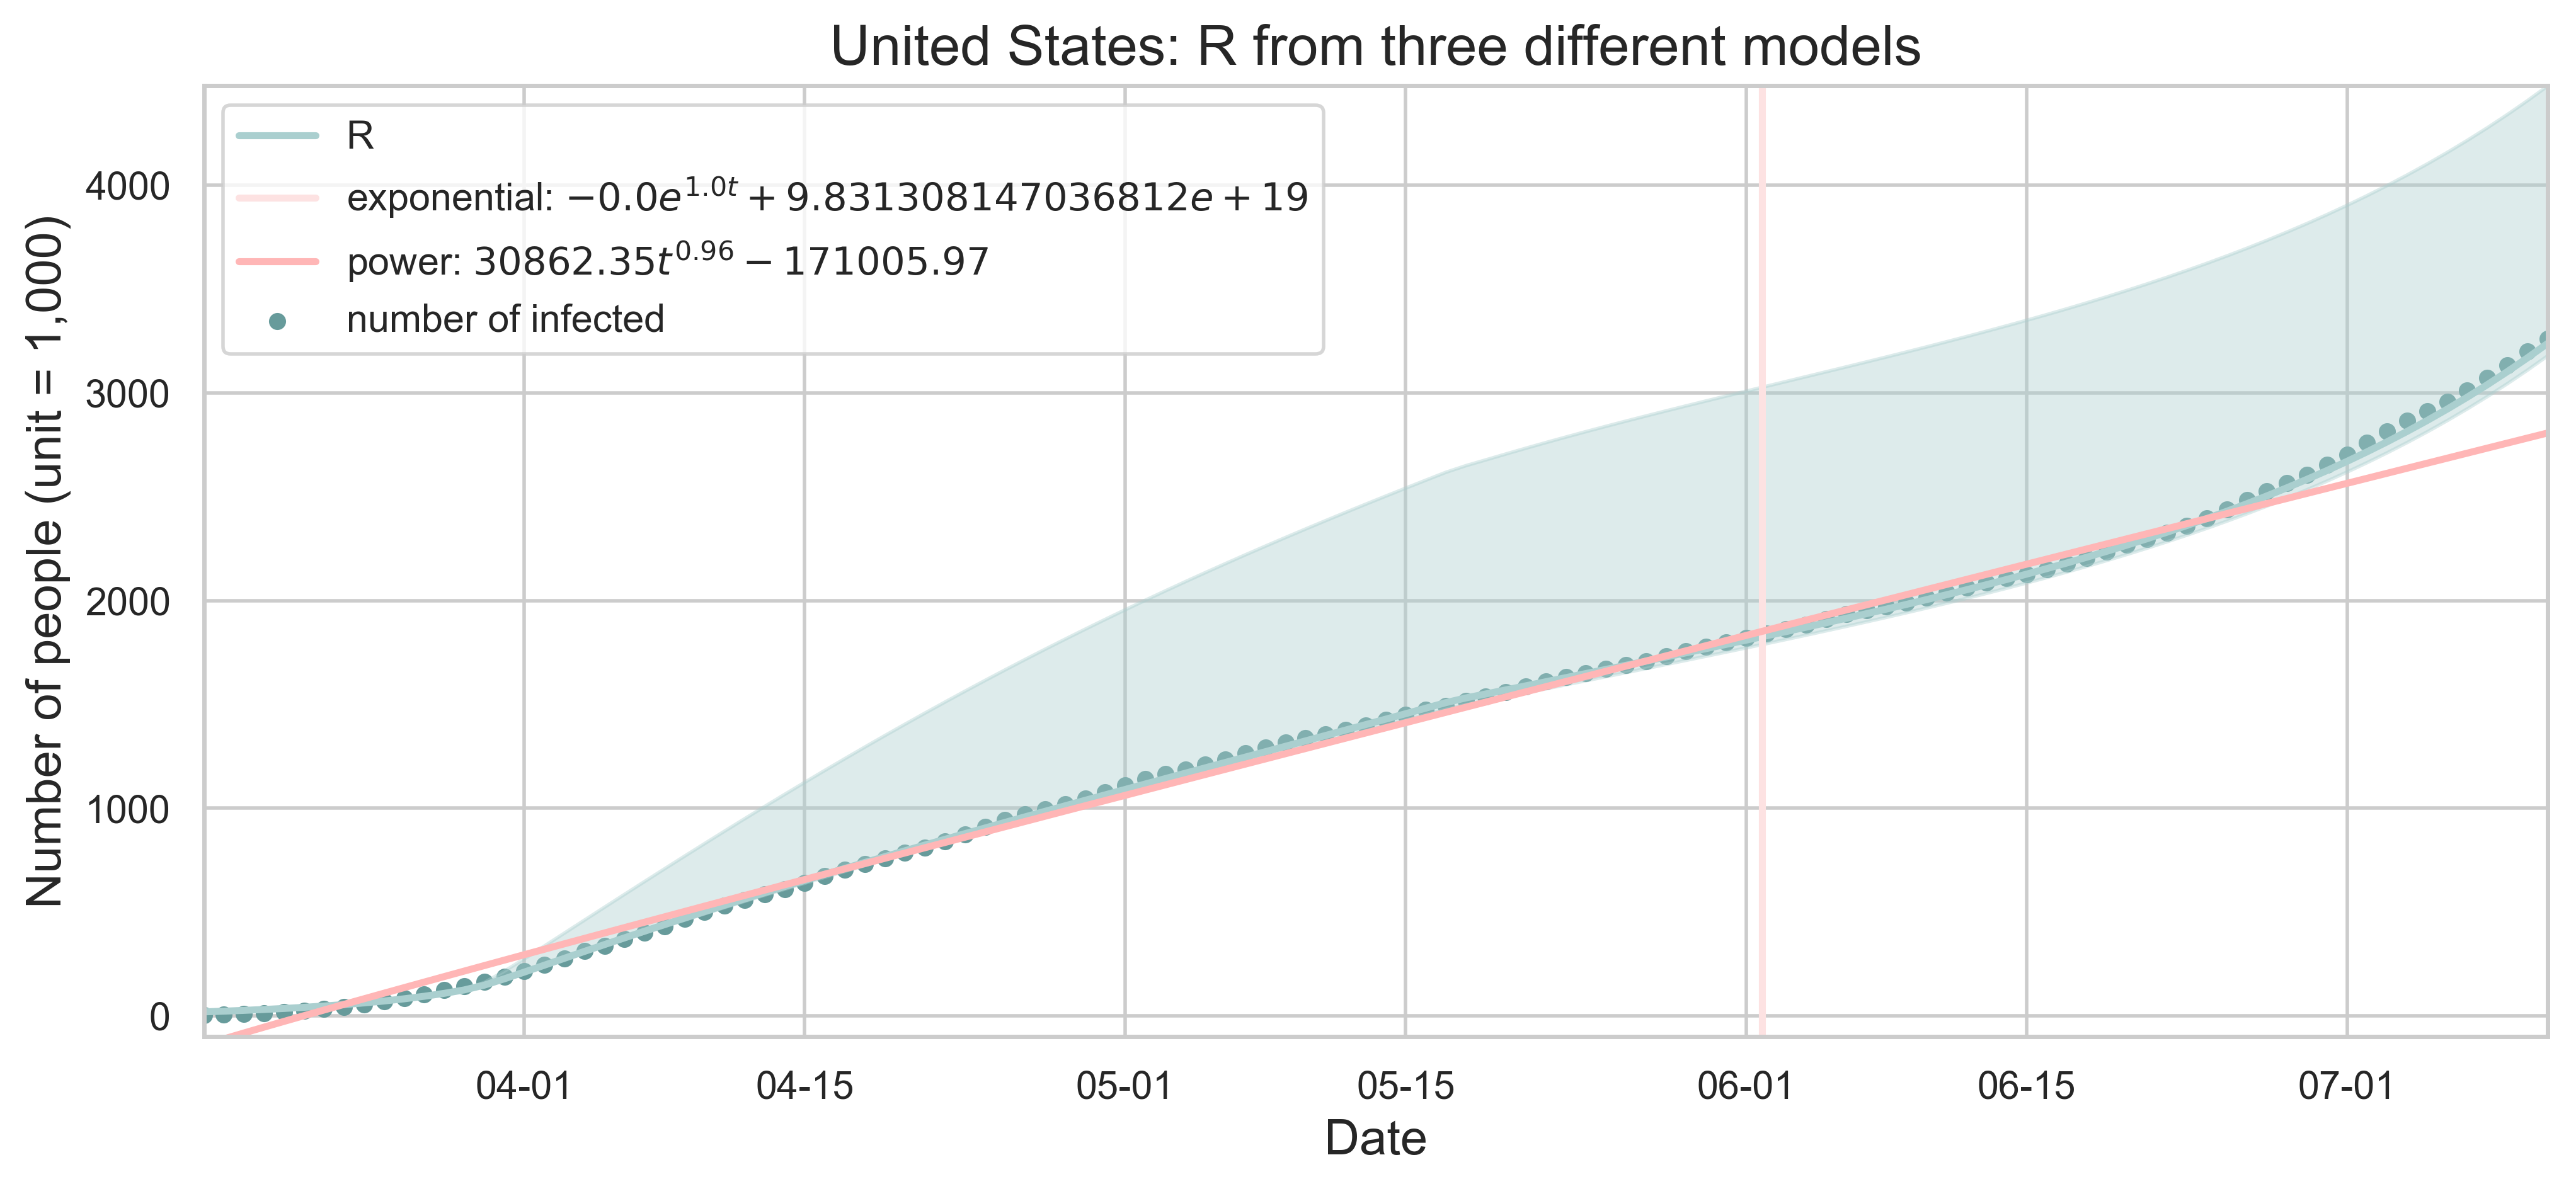 United States: R from three different models
Number of people (unit = 1,000)
4000
3000
2000
1000
0
R
exponential: −0.0e^{1.0t} + 9.831308147036812e + 19
power: 30862.35t^{0.96} − 171005.97
number of infected
04-01 04-15 05-01 05-15 06-01 06-15 07-01
Date